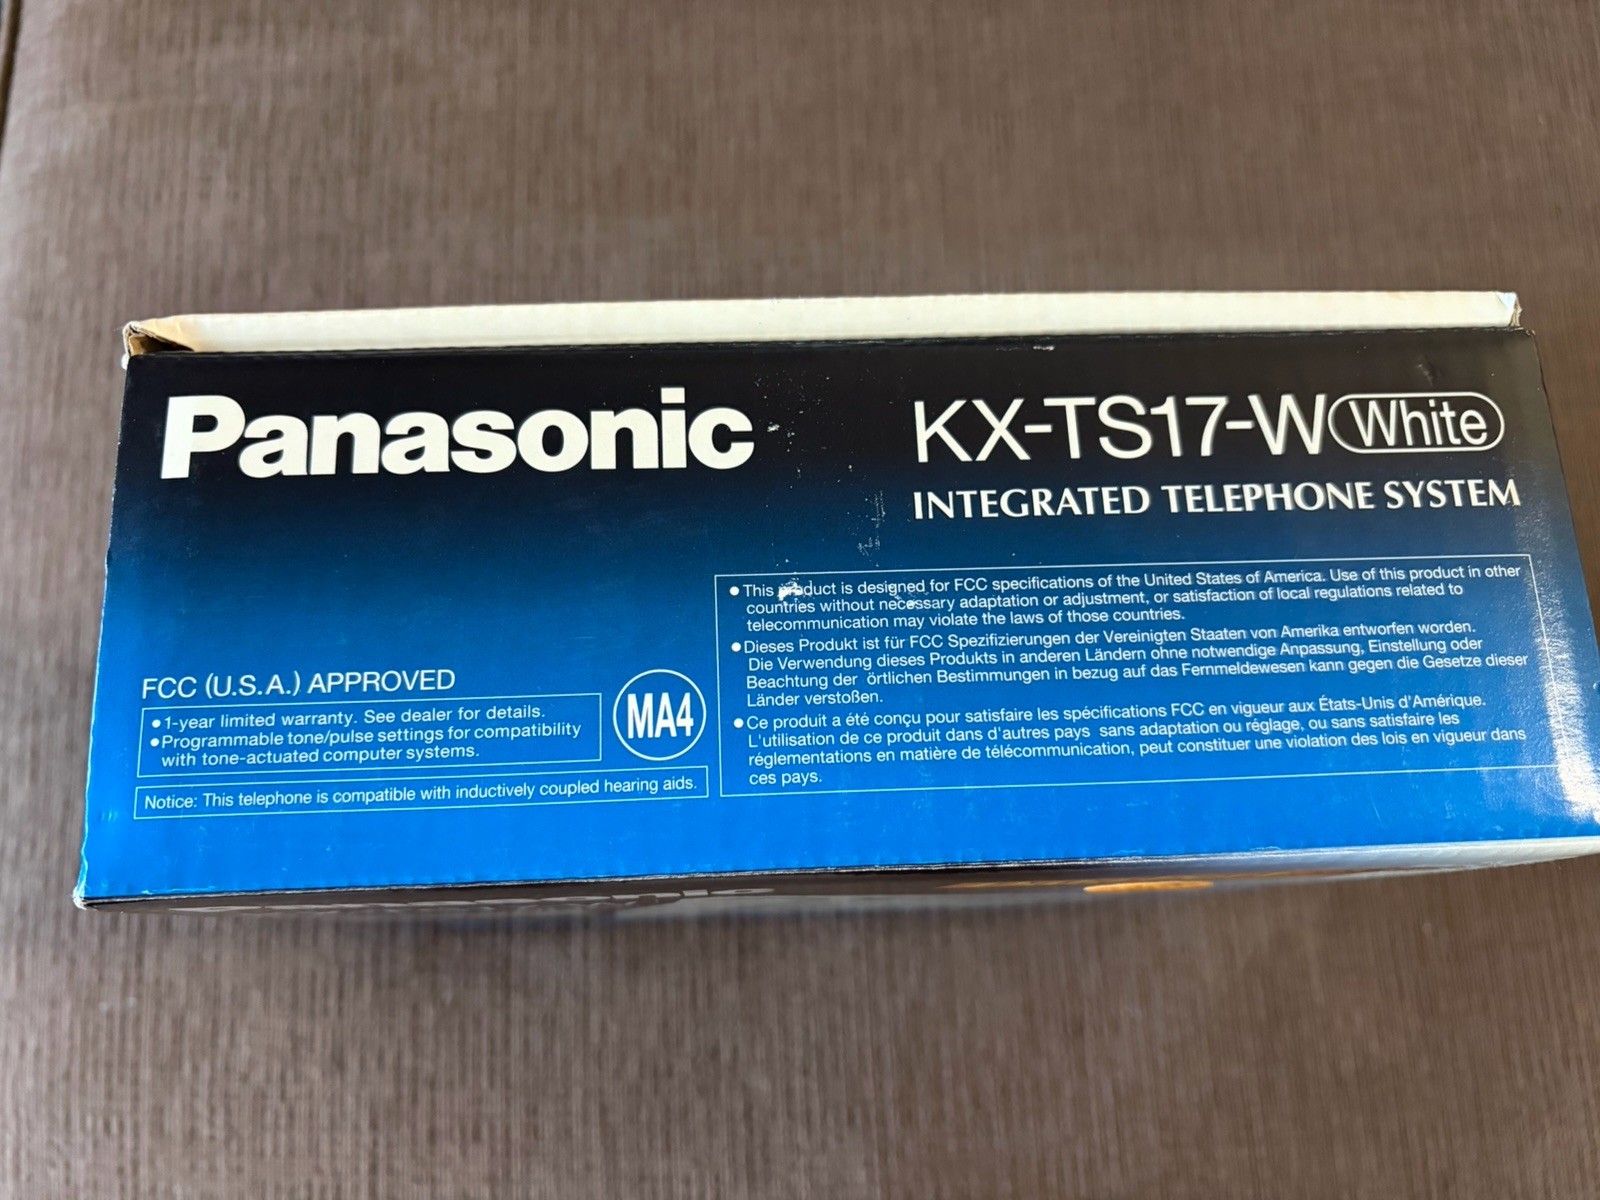 Panasonic
KX-TS17-W White
INTEGRATED TELEPHONE SYSTEM
FCC (U.S.A.) APPROVED
•1-year limited warranty. See dealer for details.
•Programmable tone/pulse settings for compatibility
with tone-actuated computer systems.
MA4
Notice: This telephone is compatible with inductively coupled hearing aids.
•This product is designed for FCC specifications of the United States of America. Use of this product in other
countries without necessary adaptation or adjustment, or satisfaction of local regulations related to
telecommunication may violate the laws of those countries.
•Dieses Produkt ist für FCC Spezifizierungen der Vereinigten Staaten von Amerika entworfen worden.
Die Verwendung dieses Produkts in anderen Ländern ohne notwendige Anpassung, Einstellung oder
Beachtung der örtlichen Bestimmungen in bezug auf das Fernmeldewesen kann gegen die Gesetze dieser
Länder verstoßen.
•Ce produit a été conçu pour satisfaire les spécifications FCC en vigueur aux États-Unis d'Amérique.
L'utilisation de ce produit dans d'autres pays sans adaptation ou réglage, ou sans satisfaire les
réglementations en matière de télécommunication, peut constituer une violation des lois en vigueur dans
ces pays.